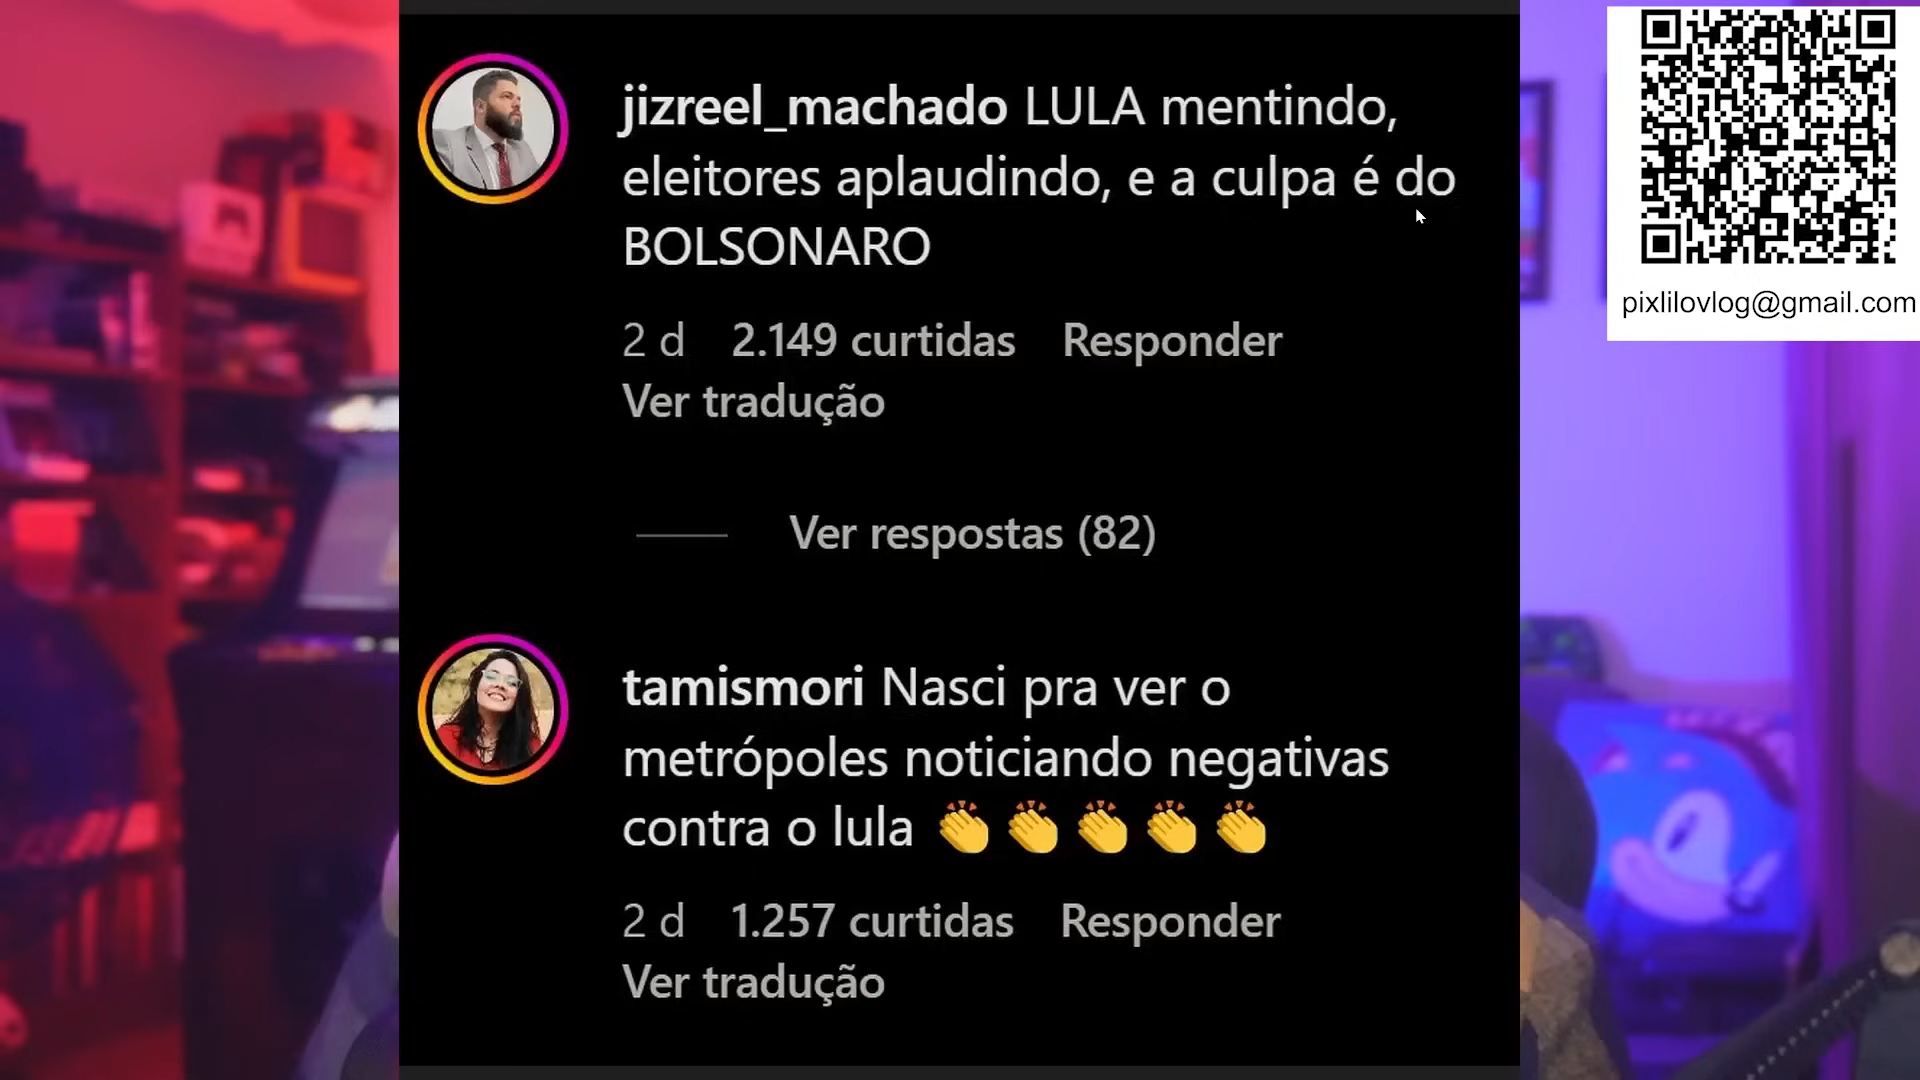 jizreel_machado LULA mentindo,
eleitores aplaudindo, e a culpa é do
BOLSONARO
2 d 2.149 curtidas Responder
Ver tradução
Ver respostas (82)
tamismori Nasci pra ver o
metrópoles noticiando negativas
contra o lula 👏👏👏👏👏
2 d 1.257 curtidas Responder
Ver tradução
pixlilovlog@gmail.com